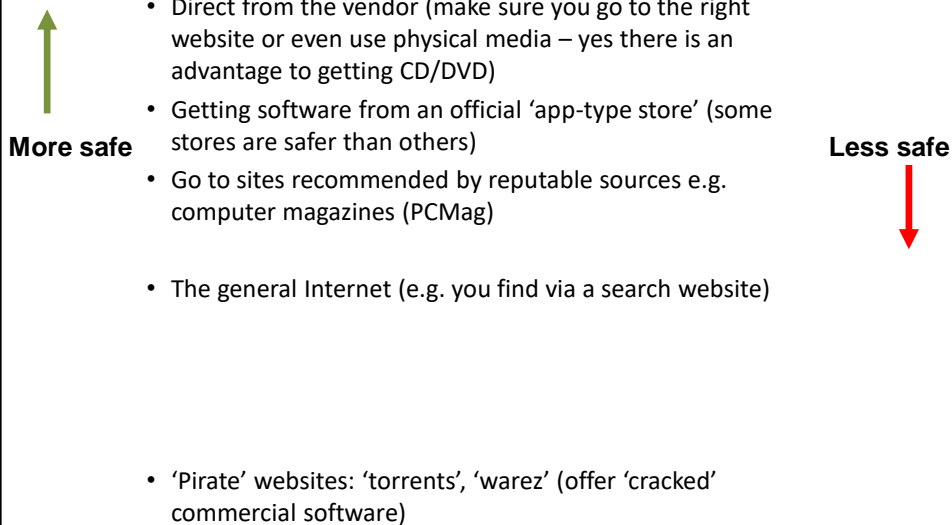 • Direct from the vendor (make sure you go to the right
website or even use physical media – yes there is an
advantage to getting CD/DVD)
• Getting software from an official ‘app-type store’ (some
stores are safer than others)
More safe
Less safe
• Go to sites recommended by reputable sources e.g.
computer magazines (PCMag)
• The general Internet (e.g. you find via a search website)
• ‘Pirate’ websites: ‘torrents’, ‘warez’ (offer ‘cracked’
commercial software)